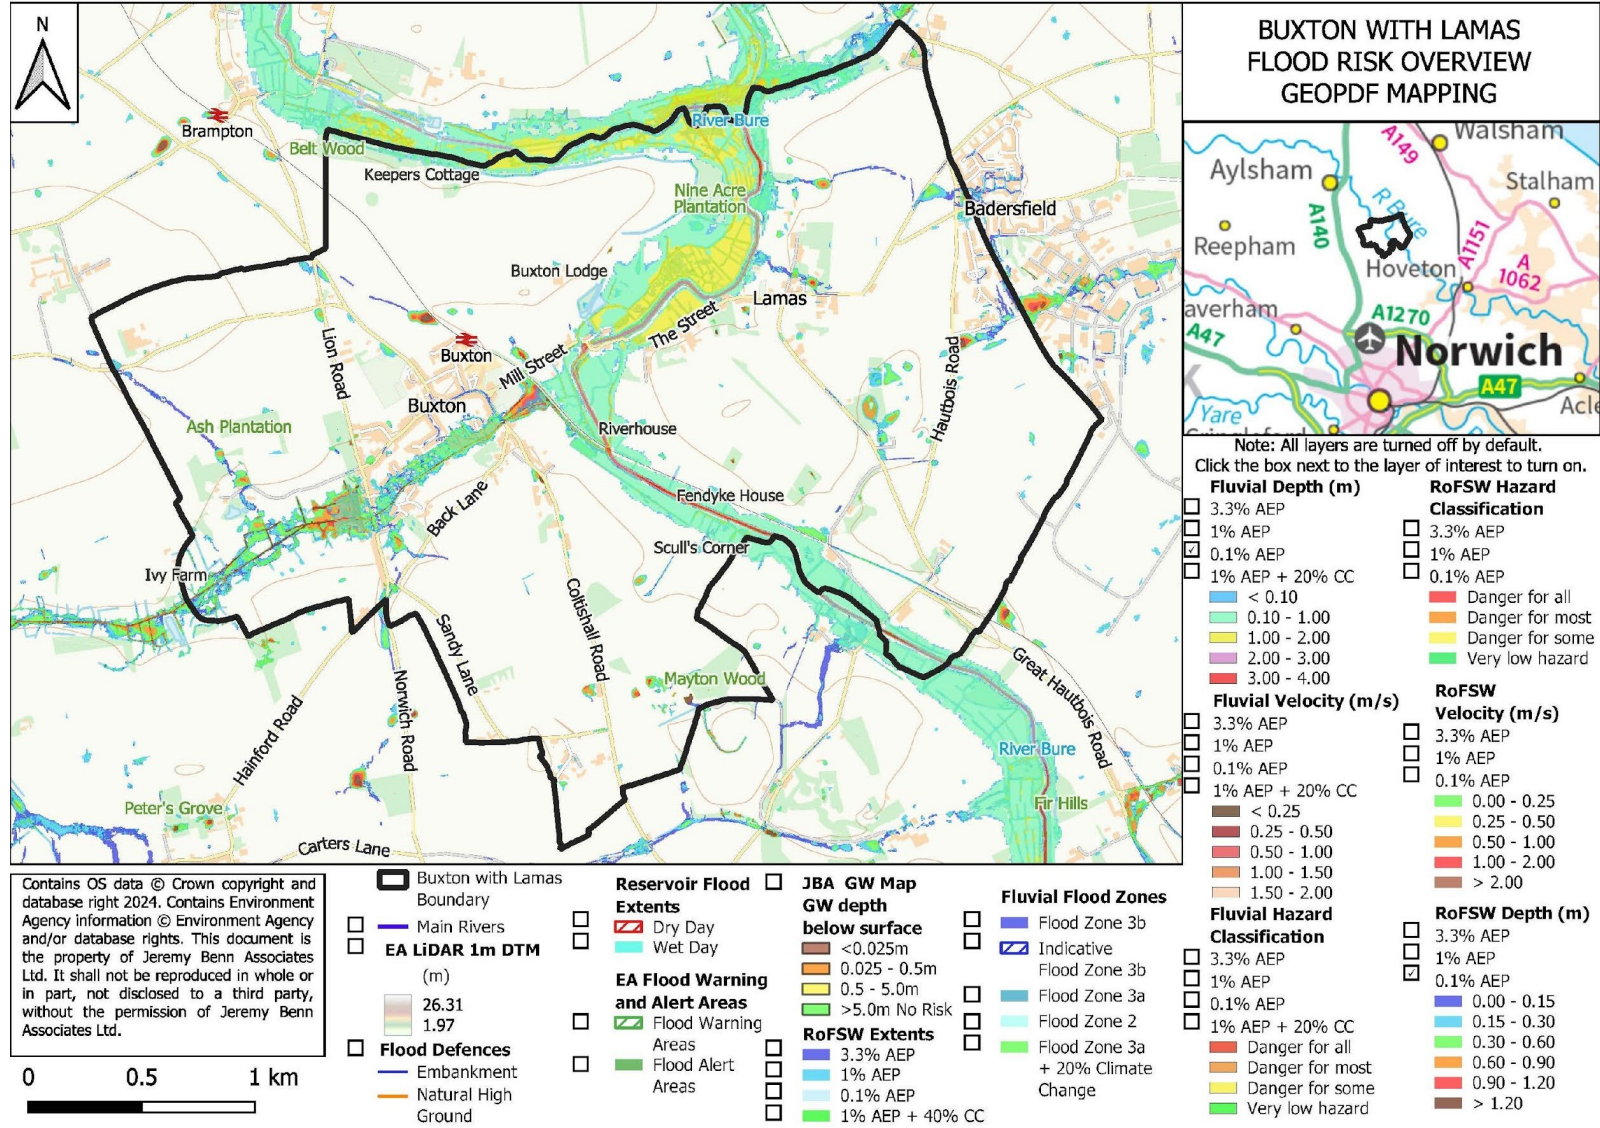 N
BUXTON WITH LAMAS
FLOOD RISK OVERVIEW
GEOPDF MAPPING
Brampton
Belt Wood
Keepers Cottage
River Bure
Nine Acre
Plantation
Badersfield
Buxton Lodge
Lamas
The Street
Lion Road
Buxton
Mill Street
Buxton
Hautbois Road
Ash Plantation
Riverhouse
Back Lane
Fendyke House
Scull's Corner
Ivy Farm
Sandy Lane
Coltishall Road
Mayton Wood
Great Hautbois Road
Norwich Road
Hainford Road
River Bure
Peter's Grove
Fir Hills
Carters Lane
Walsham
A149
Aylsham
Stalham
R Bure
A140
Reepham
A1151
Hoveton
A
1062
averham
A1270
A47
Norwich
A47
Yare
Acle
Note: All layers are turned off by default.
Click the box next to the layer of interest to turn on.
Fluvial Depth (m)
3.3% AEP
1% AEP
0.1% AEP
1% AEP + 20% CC
< 0.10
0.10 - 1.00
1.00 - 2.00
2.00 - 3.00
3.00 - 4.00
Fluvial Velocity (m/s)
3.3% AEP
1% AEP
0.1% AEP
1% AEP + 20% CC
< 0.25
0.25 - 0.50
0.50 - 1.00
1.00 - 1.50
1.50 - 2.00
Fluvial Hazard
Classification
3.3% AEP
1% AEP
0.1% AEP
1% AEP + 20% CC
Danger for all
Danger for most
Danger for some
Very low hazard
RoFSW Hazard
Classification
3.3% AEP
1% AEP
0.1% AEP
Danger for all
Danger for most
Danger for some
Very low hazard
RoFSW
Velocity (m/s)
3.3% AEP
1% AEP
0.1% AEP
0.00 - 0.25
0.25 - 0.50
0.50 - 1.00
1.00 - 2.00
> 2.00
RoFSW Depth (m)
3.3% AEP
1% AEP
0.1% AEP
0.00 - 0.15
0.15 - 0.30
0.30 - 0.60
0.60 - 0.90
0.90 - 1.20
> 1.20
Contains OS data © Crown copyright and
database right 2024. Contains Environment
Agency information © Environment Agency
and/or database rights. This document is
the property of Jeremy Benn Associates
Ltd. It shall not be reproduced in whole or
in part, not disclosed to a third party,
without the permission of Jeremy Benn
Associates Ltd.
0 0.5 1 km
Buxton with Lamas
Boundary
Main Rivers
EA LiDAR 1m DTM
(m)
26.31
1.97
Flood Defences
Embankment
Natural High
Ground
Reservoir Flood
Extents
Dry Day
Wet Day
EA Flood Warning
and Alert Areas
Flood Warning
Areas
Flood Alert
Areas
JBA GW Map
GW depth
below surface
<0.025m
0.025 - 0.5m
0.5 - 5.0m
>5.0m No Risk
RoFSW Extents
3.3% AEP
1% AEP
0.1% AEP
1% AEP + 40% CC
Fluvial Flood Zones
Flood Zone 3b
Indicative
Flood Zone 3b
Flood Zone 3a
Flood Zone 2
Flood Zone 3a
+ 20% Climate
Change